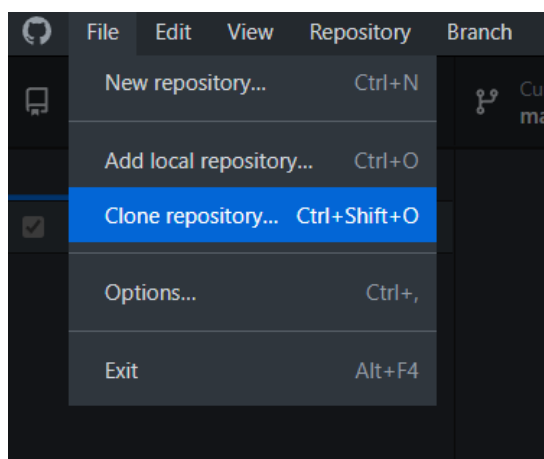 File Edit View Repository Branch
New repository... Ctrl+N
Add local repository... Ctrl+O
Clone repository... Ctrl+Shift+O
Options... Ctrl+,
Exit Alt+F4